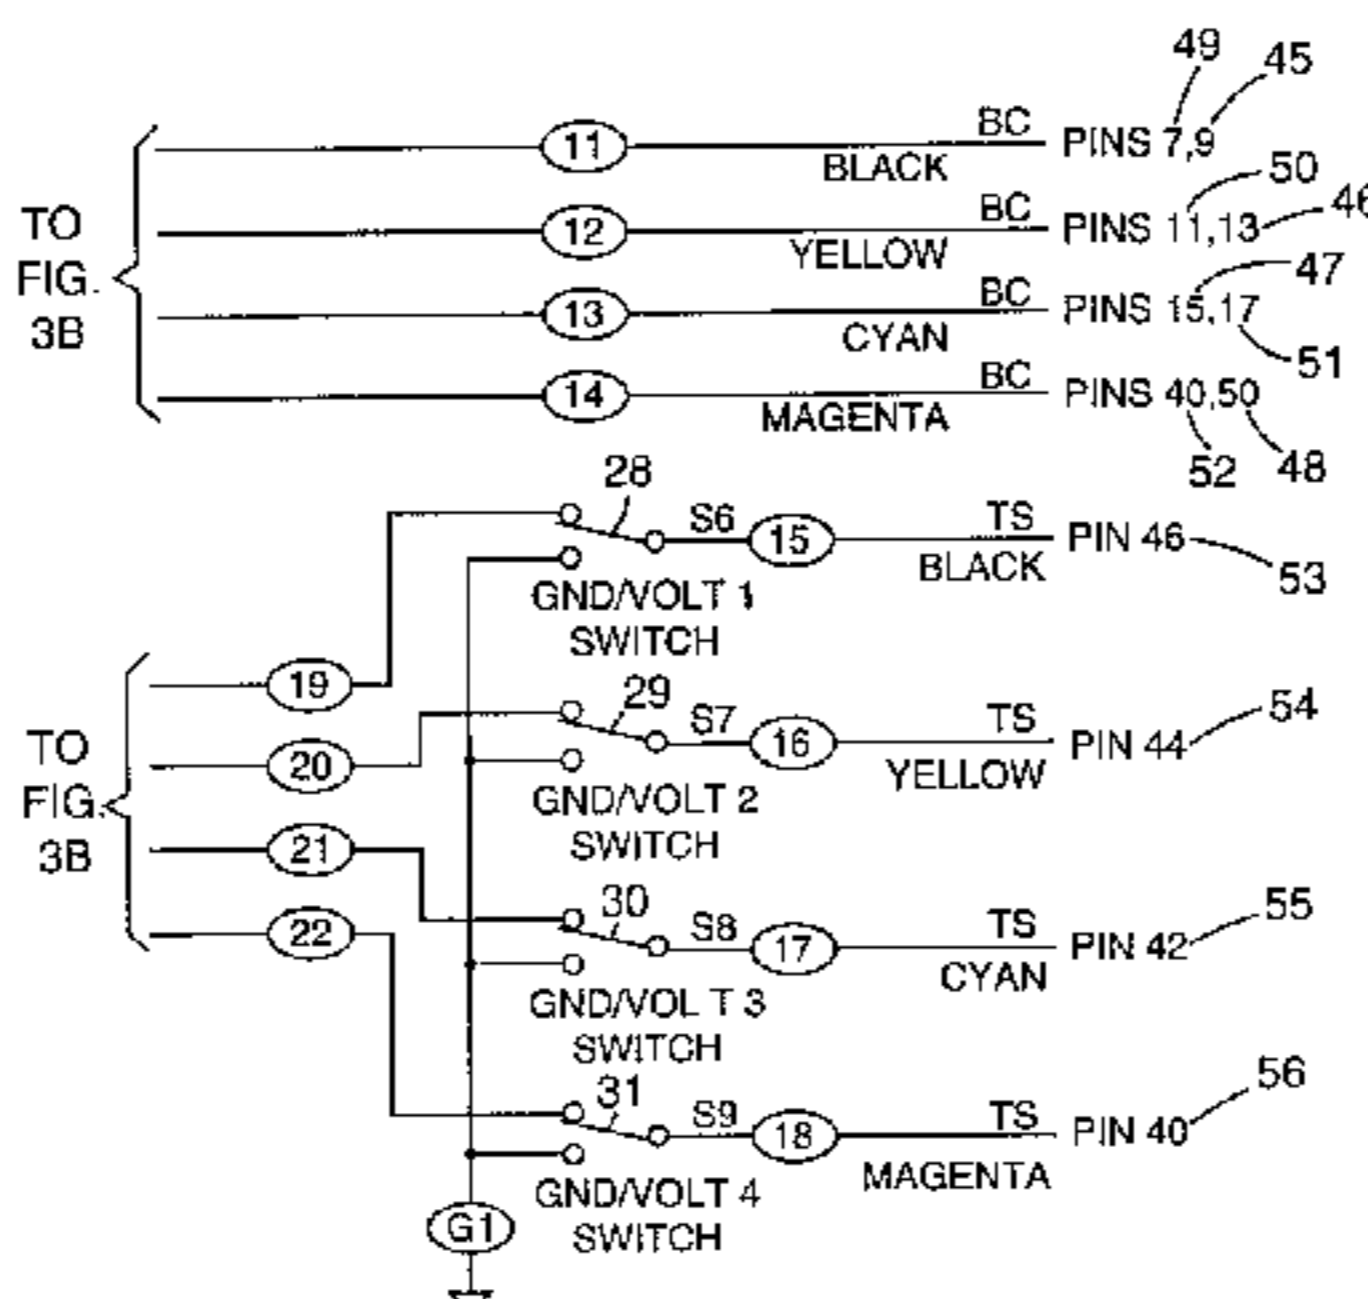 49 45
11 BC PINS 7,9
BLACK
50
12 BC PINS 11,13 46
YELLOW
47
13 BC PINS 15,17
CYAN
51
14 BC PINS 40,50
MAGENTA
52 48
TO
FIG.
3B
28
S6 15 TS PIN 46
BLACK
53
GND/VOLT 1
SWITCH
19
29
S7 16 TS PIN 44
54
YELLOW
20
GND/VOLT 2
SWITCH
TO
FIG.
3B
21
30
S8 17 TS PIN 42
55
CYAN
22
GND/VOL T 3
SWITCH
31
S9 18 TS PIN 40
56
MAGENTA
GND/VOLT 4
SWITCH
G1